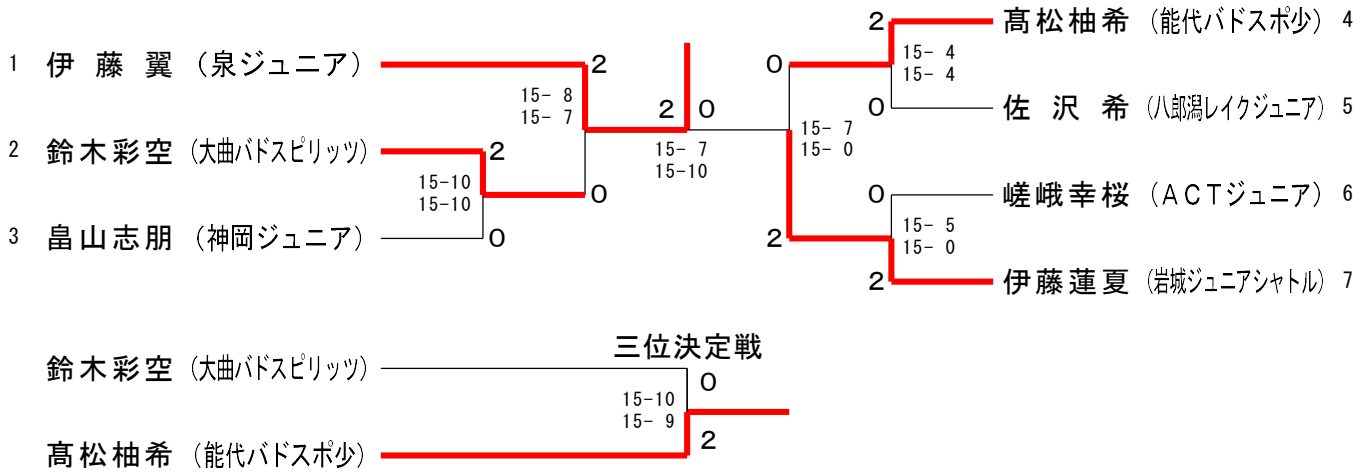 1 伊藤翼（泉ジュニア）
2
15- 8
15- 7
2 鈴木彩空（大曲バドスピリッツ）
2
15-10
15-10
0
3 畠山志朋（神岡ジュニア）
0
2 0
15- 7
15-10
2 髙松柚希（能代バドスポ少） 4
0
15- 4
15- 4
0 佐沢希（八郎潟レイクジュニア） 5
15- 7
15- 0
0 嵯峨幸桜（ＡＣＴジュニア） 6
2
15- 5
15- 0
2 伊藤蓮夏（岩城ジュニアシャトル） 7
三位決定戦
鈴木彩空（大曲バドスピリッツ）
0
15-10
15- 9
2
髙松柚希（能代バドスポ少）